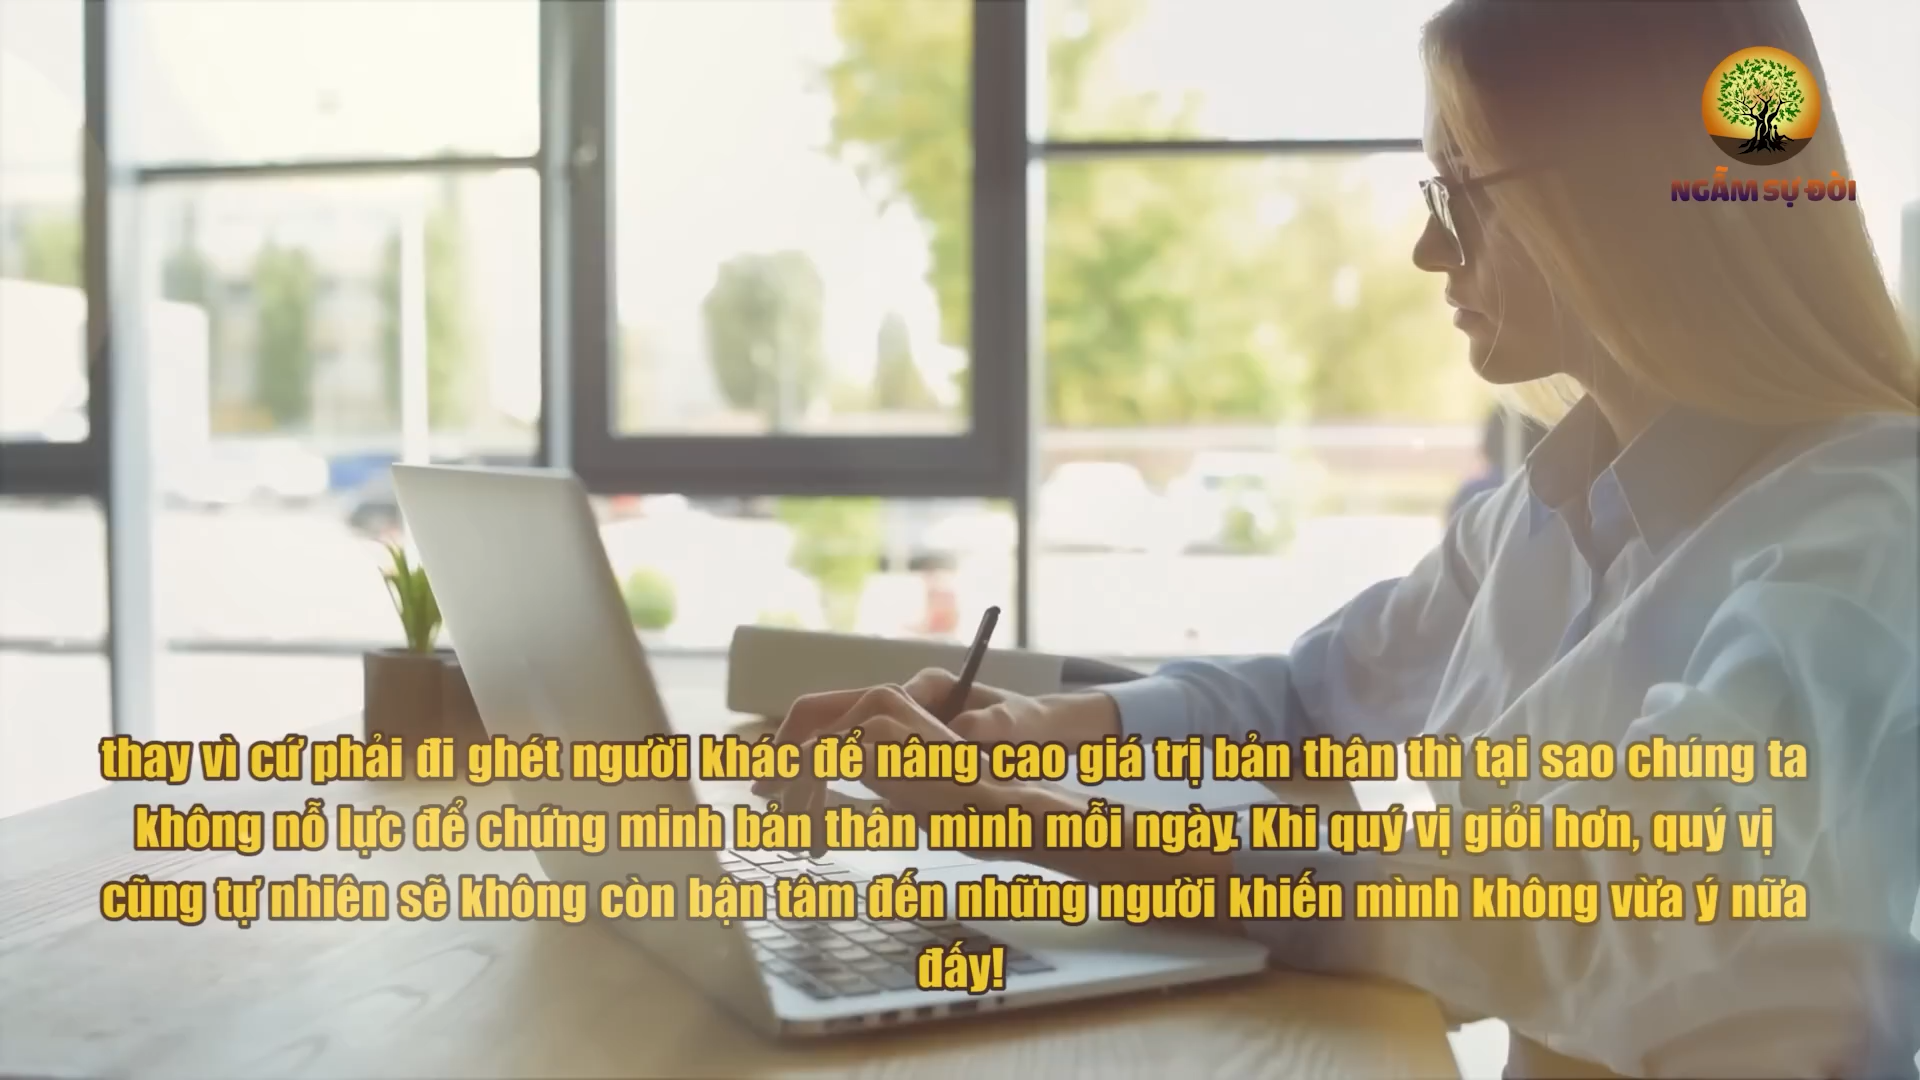 NGẪM SỰ ĐỜI
thay vì cứ phải đi ghét người khác để nâng cao giá trị bản thân thì tại sao chúng ta
không nỗ lực để chứng minh bản thân mình mỗi ngày. Khi quý vị giỏi hơn, quý vị
cũng tự nhiên sẽ không còn bận tâm đến những người khiến mình không vừa ý nữa
đấy!